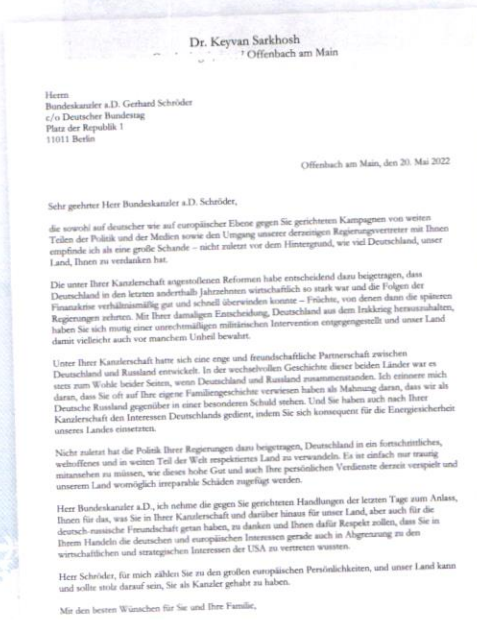 Dr. Keyvan Sarkhosh
Offenbach am Main
Herrn
Bundeskanzler a.D. Gerhard Schröder
c/o Deutscher Bundestag
Platz der Republik 1
11011 Berlin
Offenbach am Main, den 20. Mai 2022
Sehr geehrter Herr Bundeskanzler a.D. Schröder,
die sowohl auf deutscher wie auf europäischer Ebene gegen Sie gerichteten Kampagnen von weiten
Teilen der Politik und der Medien sowie den Umgang unserer derzeitigen Regierungsvertreter mit Ihnen
empfinde ich als eine große Schande – nicht zuletzt vor dem Hintergrund, wie viel Deutschland, unser
Land, Ihnen zu verdanken hat.
Die unter Ihrer Kanzlerschaft angestoßenen Reformen habe entscheidend dazu beigetragen, dass
Deutschland in den letzten anderthalb Jahrzehnten wirtschaftlich so stark war und die Folgen der
Finanzkrise verhältnismäßig gut und schnell überwinden konnte – Früchte, von denen dann die späteren
Regierungen zehrten. Mit Ihrer damaligen Entscheidung, Deutschland aus dem Irakkrieg herauszuhalten,
haben Sie sich mutig einer unrechtmäßigen militärischen Intervention entgegengestellt und unser Land
damit vielleicht auch vor manchem Unheil bewahrt.
Unter Ihrer Kanzlerschaft hatte sich eine enge und freundschaftliche Partnerschaft zwischen
Deutschland und Russland entwickelt. In der wechselvollen Geschichte dieser beiden Länder war es
stets zum Wohle beider Seiten, wenn Deutschland und Russland zusammenstanden. Ich erinnere mich
daran, dass Sie oft auf Ihre eigene Familiengeschichte verwiesen haben als Mahnung daran, dass wir als
Deutsche Russland gegenüber in einer besonderen Schuld stehen. Und Sie haben auch nach Ihrer
Kanzlerschaft den Interessen Deutschlands gedient, indem Sie sich konsequent für die Energiesicherheit
unseres Landes einsetzten.
Nicht zuletzt hat die Politik Ihrer Regierungen dazu beigetragen, Deutschland in ein fortschrittliches,
weltoffenes und in weiten Teil der Welt respektiertes Land zu verwandeln. Es ist einfach nur traurig
mitansehen zu müssen, wie dieses hohe Gut und auch Ihre persönlichen Verdienste derzeit verspielt und
unserem Land womöglich irreparable Schäden zugefügt werden.
Herr Bundeskanzler a.D., ich nehme die gegen Sie gerichteten Handlungen der letzten Tage zum Anlass,
Ihnen für das, was Sie in Ihrer Kanzlerschaft und darüber hinaus für unser Land, aber auch für die
deutsch-russische Freundschaft getan haben, zu danken und Ihnen dafür Respekt zollen, dass Sie in
Ihrem Handeln die deutschen und europäischen Interessen gerade auch in Abgrenzung zu den
wirtschaftlichen und strategischen Interessen der USA zu vertreten wussten.
Herr Schröder, für mich zählen Sie zu den großen europäischen Persönlichkeiten, und unser Land kann
und sollte stolz darauf sein, Sie als Kanzler gehabt zu haben.
Mit den besten Wünschen für Sie und Ihre Familie,